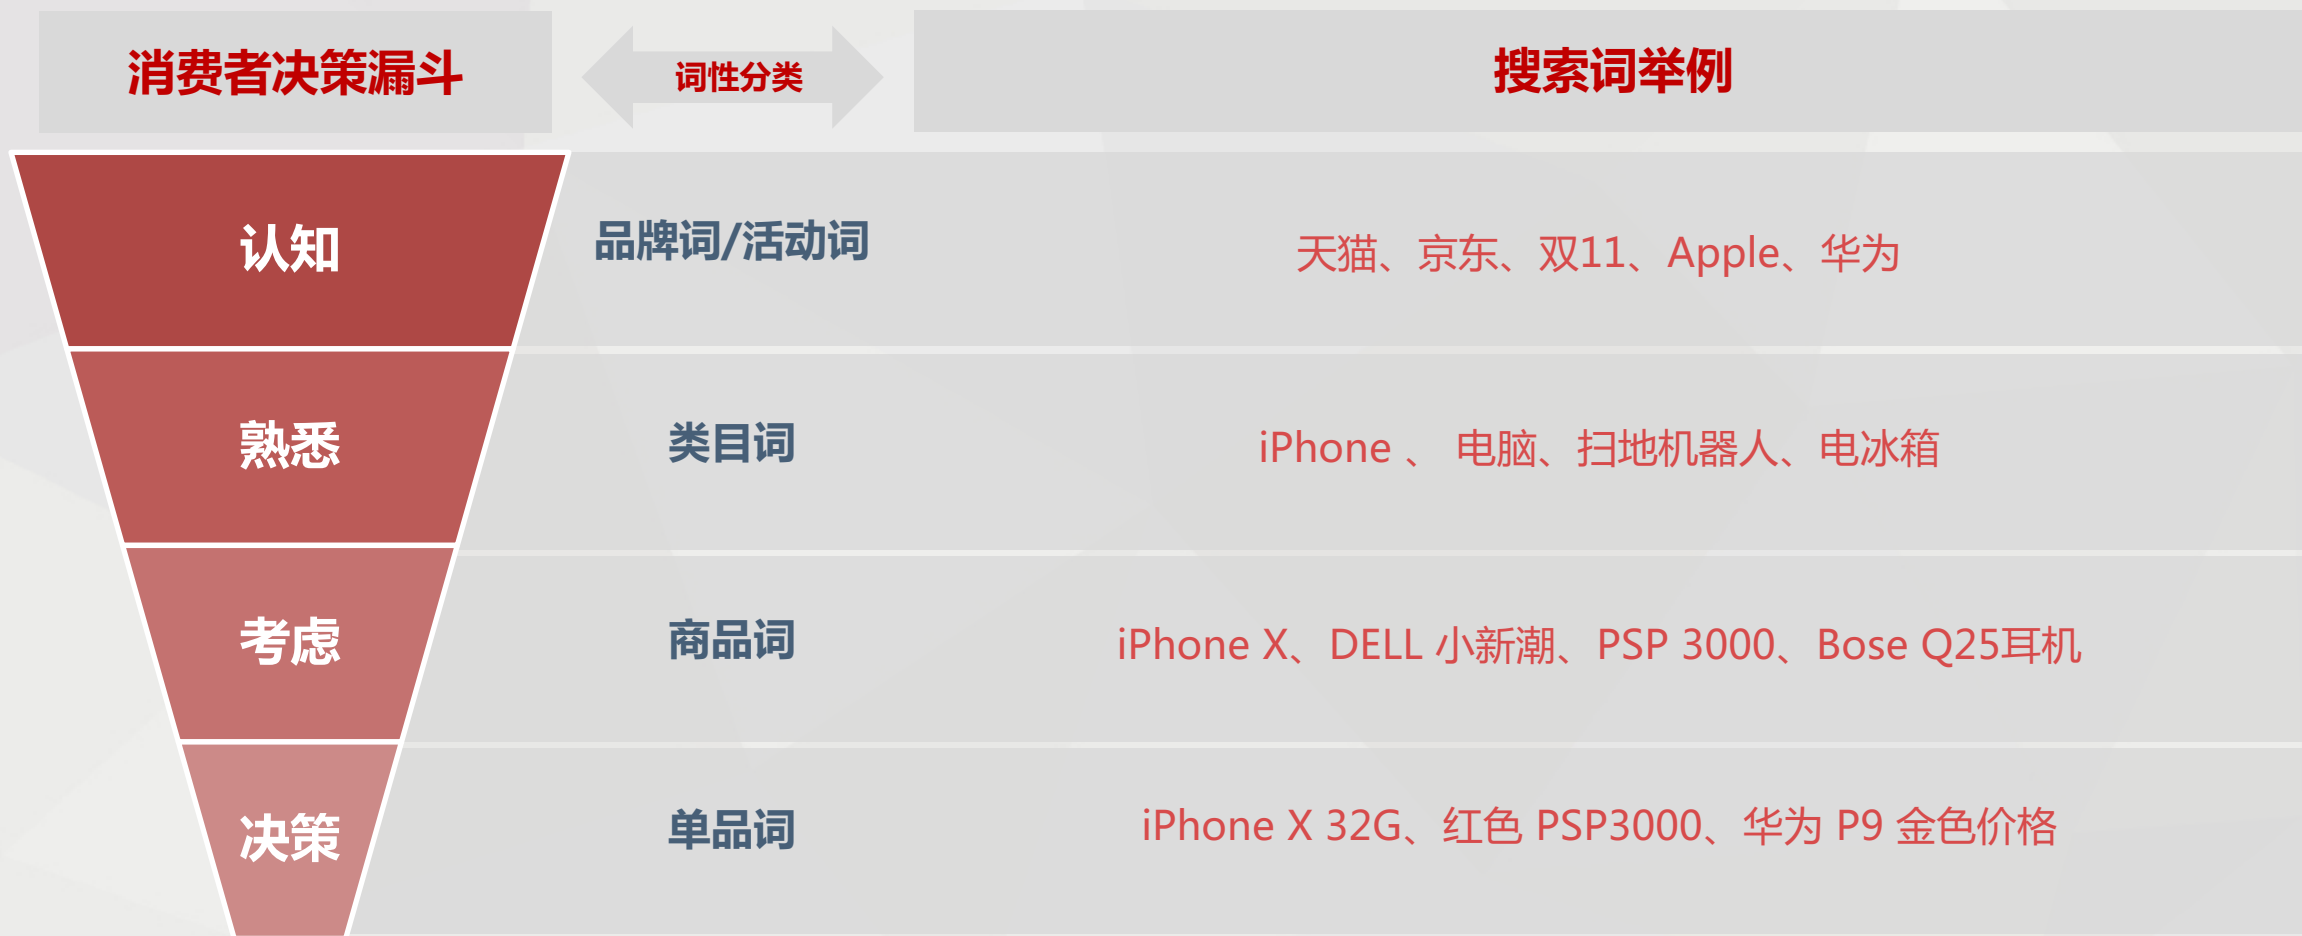 消费者决策漏斗
词性分类
搜索词举例
认知
品牌词/活动词
天猫、京东、双11、Apple、华为
熟悉
类目词
iPhone 、 电脑、扫地机器人、电冰箱
考虑
商品词
iPhone X、DELL 小新潮、PSP 3000、Bose Q25耳机
决策
单品词
iPhone X 32G、红色 PSP3000、华为 P9 金色价格